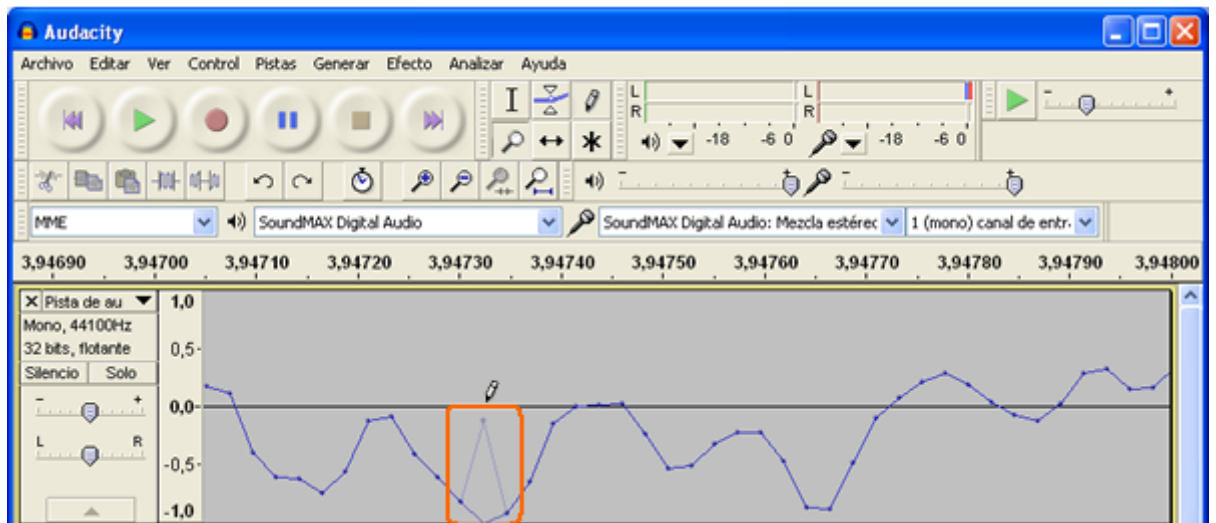 Audacity
Archivo Editar Ver Control Pistas Generar Efecto Analizar Ayuda
L
R
-18 -6 0
L
R
-18 -6 0
- +
MME
SoundMAX Digital Audio
SoundMAX Digital Audio: Mezcla estérec
1 (mono) canal de entr.
3,94690 3,94700 3,94710 3,94720 3,94730 3,94740 3,94750 3,94760 3,94770 3,94780 3,94790 3,94800
Pista de au
Mono, 44100Hz
32 bits, flotante
Silencio Solo
- +
L R
1,0
0,5-
0,0-
-0,5-
-1,0